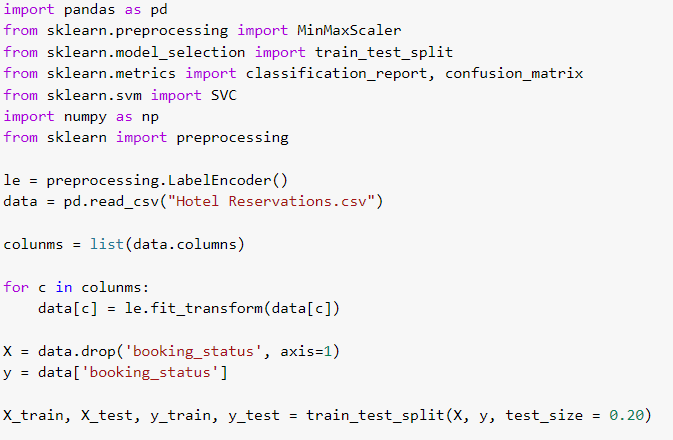 import pandas as pd
from sklearn.preprocessing import MinMaxScaler
from sklearn.model_selection import train_test_split
from sklearn.metrics import classification_report, confusion_matrix
from sklearn.svm import SVC
import numpy as np
from sklearn import preprocessing

le = preprocessing.LabelEncoder()
data = pd.read_csv("Hotel Reservations.csv")

colunms = list(data.columns)

for c in colunms:
    data[c] = le.fit_transform(data[c])

X = data.drop('booking_status', axis=1)
y = data['booking_status']

X_train, X_test, y_train, y_test = train_test_split(X, y, test_size = 0.20)